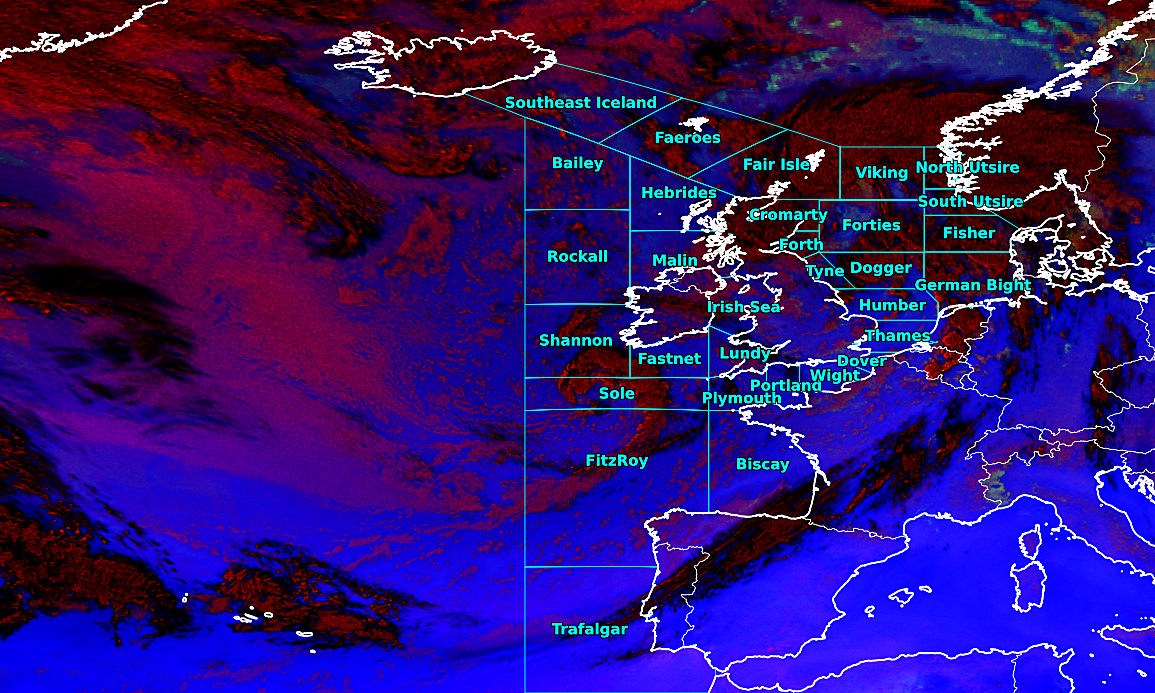 Southeast Iceland
Faeroes
Bailey
Fair Isle
Viking
North Utsire
Hebrides
South Utsire
Cromarty
Forties
Fisher
Forth
Rockall
Malin
Tyne
Dogger
German Bight
Irish Sea
Humber
Shannon
Thames
Fastnet
Lundy
Dover
Wight
Portland
Sole
Plymouth
FitzRoy
Biscay
Trafalgar